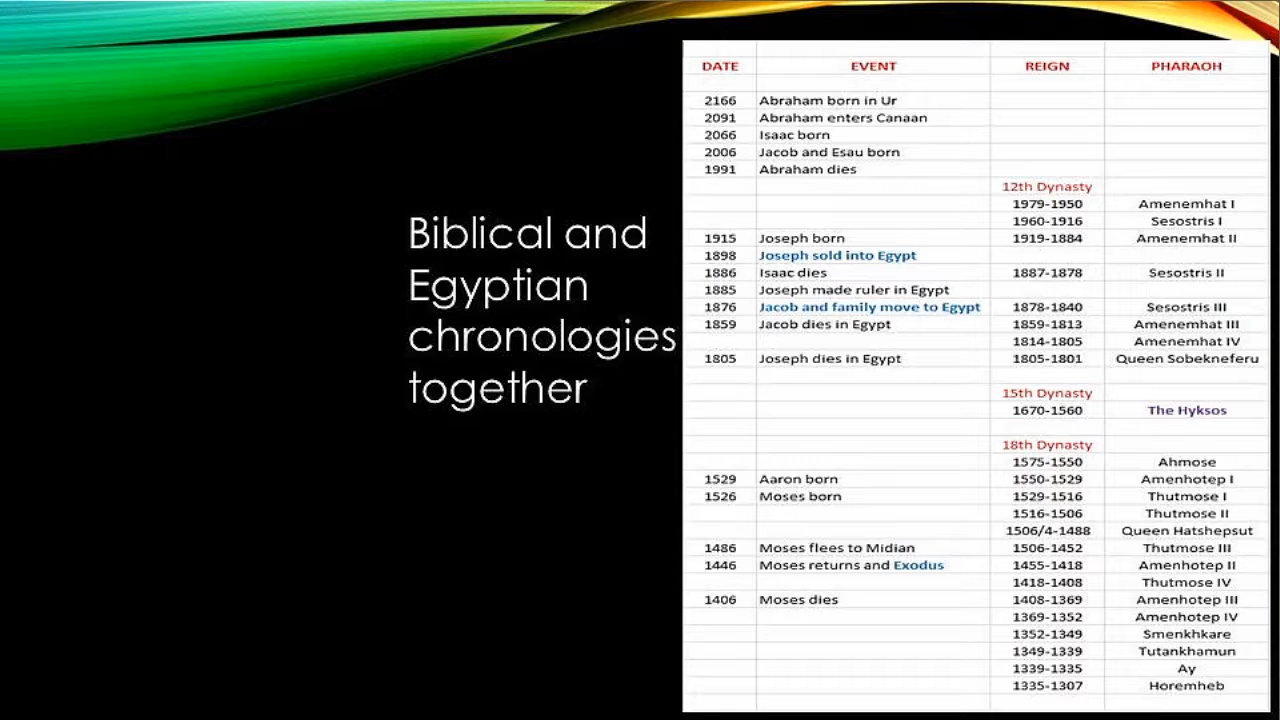 Biblical and
Egyptian
chronologies
together
DATE EVENT REIGN PHARAOH
2166 Abraham born in Ur
2091 Abraham enters Canaan
2066 Isaac born
2006 Jacob and Esau born
1991 Abraham dies
12th Dynasty
1979-1950 Amenemhat I
1960-1916 Sesostris I
1915 Joseph born 1919-1884 Amenemhat II
1898 Joseph sold into Egypt
1886 Isaac dies 1887-1878 Sesostris II
1885 Joseph made ruler in Egypt
1876 Jacob and family move to Egypt 1878-1840 Sesostris III
1859 Jacob dies in Egypt 1859-1813 Amenemhat III
1814-1805 Amenemhat IV
1805 Joseph dies in Egypt 1805-1801 Queen Sobekneferu
15th Dynasty
1670-1560 The Hyksos
18th Dynasty
1575-1550 Ahmose
1529 Aaron born 1550-1529 Amenhotep I
1526 Moses born 1529-1516 Thutmose I
1516-1506 Thutmose II
1506/4-1488 Queen Hatshepsut
1486 Moses flees to Midian 1506-1452 Thutmose III
1446 Moses returns and Exodus 1455-1418 Amenhotep II
1418-1408 Thutmose IV
1406 Moses dies 1408-1369 Amenhotep III
1369-1352 Amenhotep IV
1352-1349 Smenkhkare
1349-1339 Tutankhamun
1339-1335 Ay
1335-1307 Horemheb